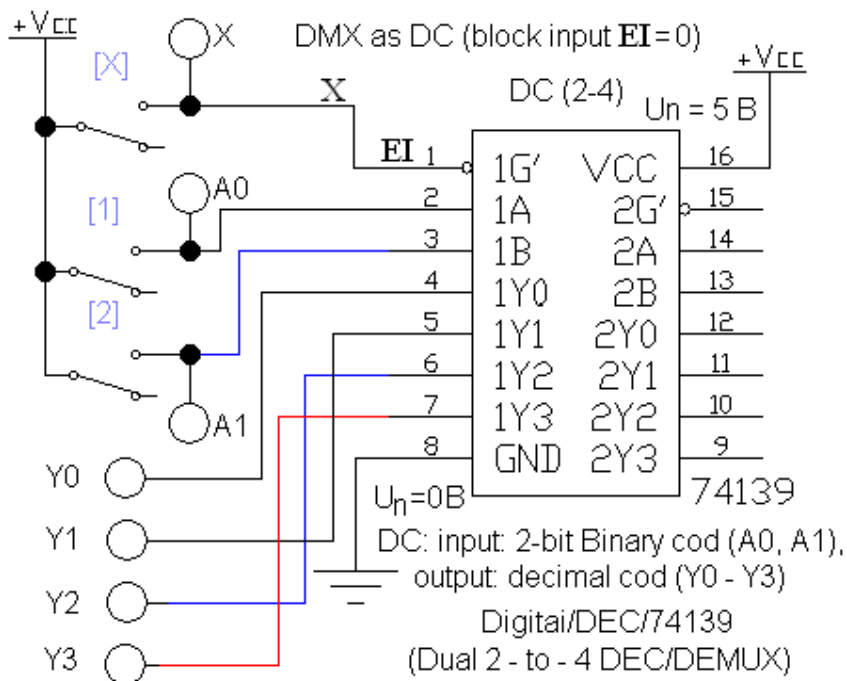 +Vcc
X
DMX as DC (block input EI=0)
[X]
+Vcc
X
DC (2-4)
Un = 5 B
EI 1
1G' VCC
16
A0
2
1A 2G'
15
[1]
3
1B 2A
14
4
1Y0 2B
13
[2]
5
1Y1 2Y0
12
6
1Y2 2Y1
11
7
1Y3 2Y2
10
A1
8
GND 2Y3
9
Y0
Un=0B
74139
Y1
DC: input: 2-bit Binary cod (A0, A1),
output: decimal cod (Y0 - Y3)
Y2
Digitai/DEC/74139
Y3
(Dual 2 - to - 4 DEC/DEMUX)